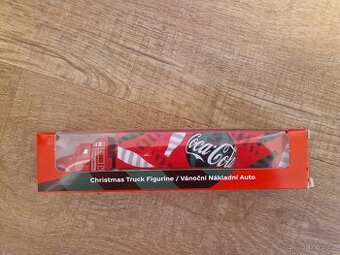 Coca-Cola
Christmas Truck Figurine / Vánoční Nákladní Auto